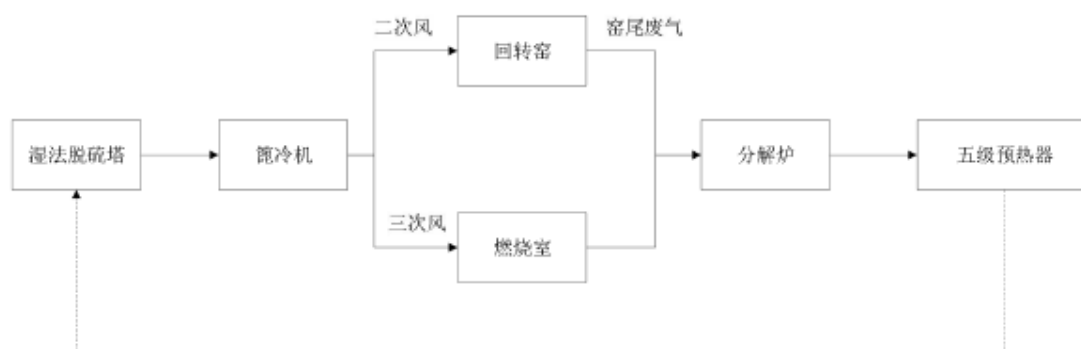 二次风
回转窑
窑尾废气
湿法脱硫塔
篦冷机
分解炉
五级预热器
三次风
燃烧室